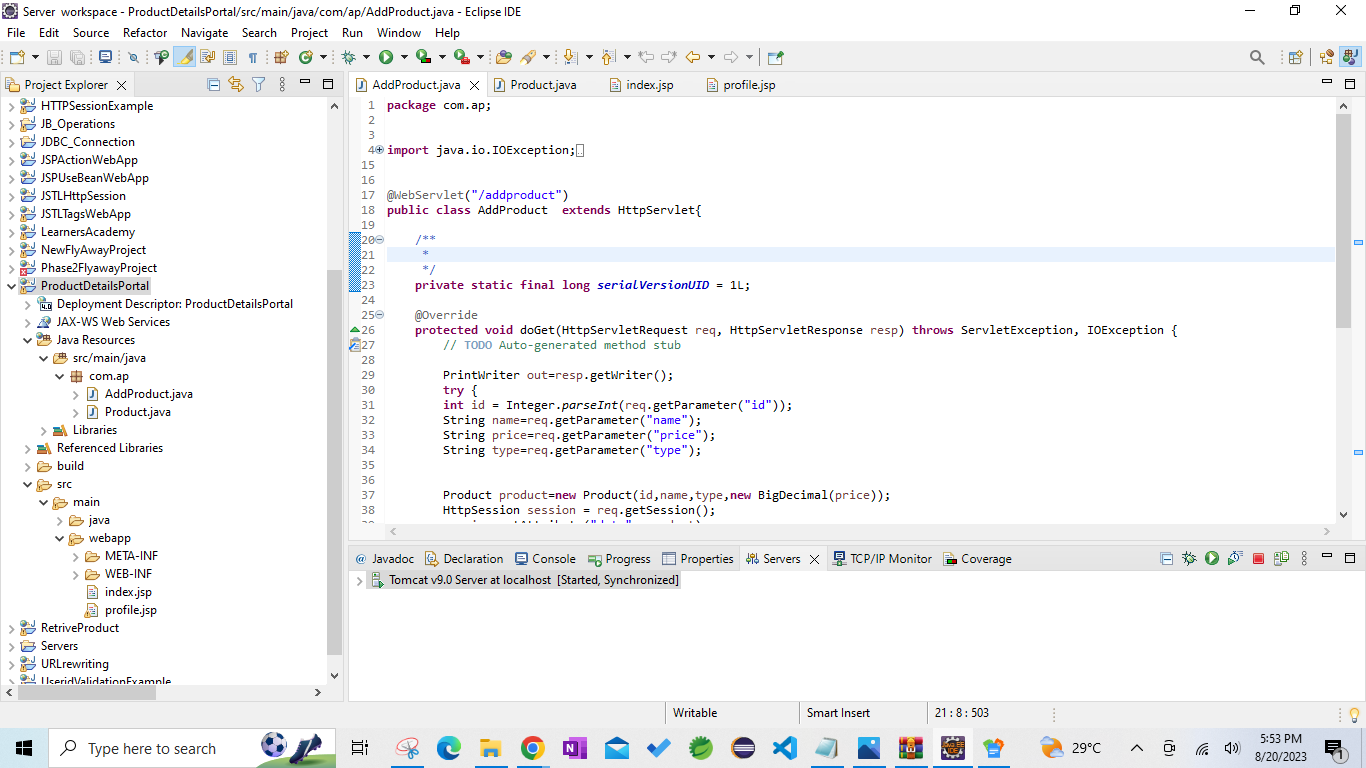 Server workspace - ProductDetailsPortal/src/main/java/com/ap/AddProduct.java - Eclipse IDE
File Edit Source Refactor Navigate Search Project Run Window Help
Project Explorer
HTTPSessionExample
JB_Operations
JDBC_Connection
JSPActionWebApp
JSPUseBeanWebApp
JSTLHttpSession
JSTLTagsWebApp
LearnersAcademy
NewFlyAwayProject
Phase2FlyawayProject
ProductDetailsPortal
Deployment Descriptor: ProductDetailsPortal
JAX-WS Web Services
Java Resources
src/main/java
com.ap
AddProduct.java
Product.java
Libraries
Referenced Libraries
build
src
main
java
webapp
META-INF
WEB-INF
index.jsp
profile.jsp
RetriveProduct
Servers
URLrewriting
UseridValidationExample
AddProduct.java Product.java index.jsp profile.jsp
1 package com.ap;
2
3
4 import java.io.IOException;
15
16
17 @WebServlet("/addproduct")
18 public class AddProduct extends HttpServlet{
19
20 /**
21 *
22 */
23 private static final long serialVersionUID = 1L;
24
25 @Override
26 protected void doGet(HttpServletRequest req, HttpServletResponse resp) throws ServletException, IOException {
27 // TODO Auto-generated method stub
28
29 PrintWriter out=resp.getWriter();
30 try {
31 int id = Integer.parseInt(req.getParameter("id"));
32 String name=req.getParameter("name");
33 String price=req.getParameter("price");
34 String type=req.getParameter("type");
35
36
37 Product product=new Product(id,name,type,new BigDecimal(price));
38 HttpSession session = req.getSession();
Javadoc Declaration Console Progress Properties Servers TCP/IP Monitor Coverage
Tomcat v9.0 Server at localhost [Started, Synchronized]
Writable Smart Insert 21 : 8 : 503
Type here to search
29°C
5:53 PM
8/20/2023
1